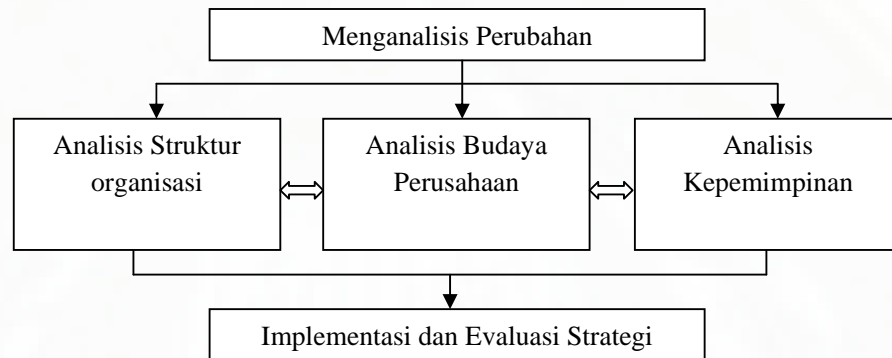 Menganalisis Perubahan
Analisis Struktur
organisasi
Analisis Budaya
Perusahaan
Analisis
Kepemimpinan
Implementasi dan Evaluasi Strategi